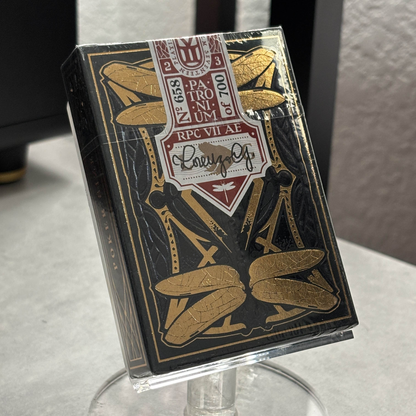 2 3
Nº 658
PA
TRO
NI
UM
of 700
RPC VII AE